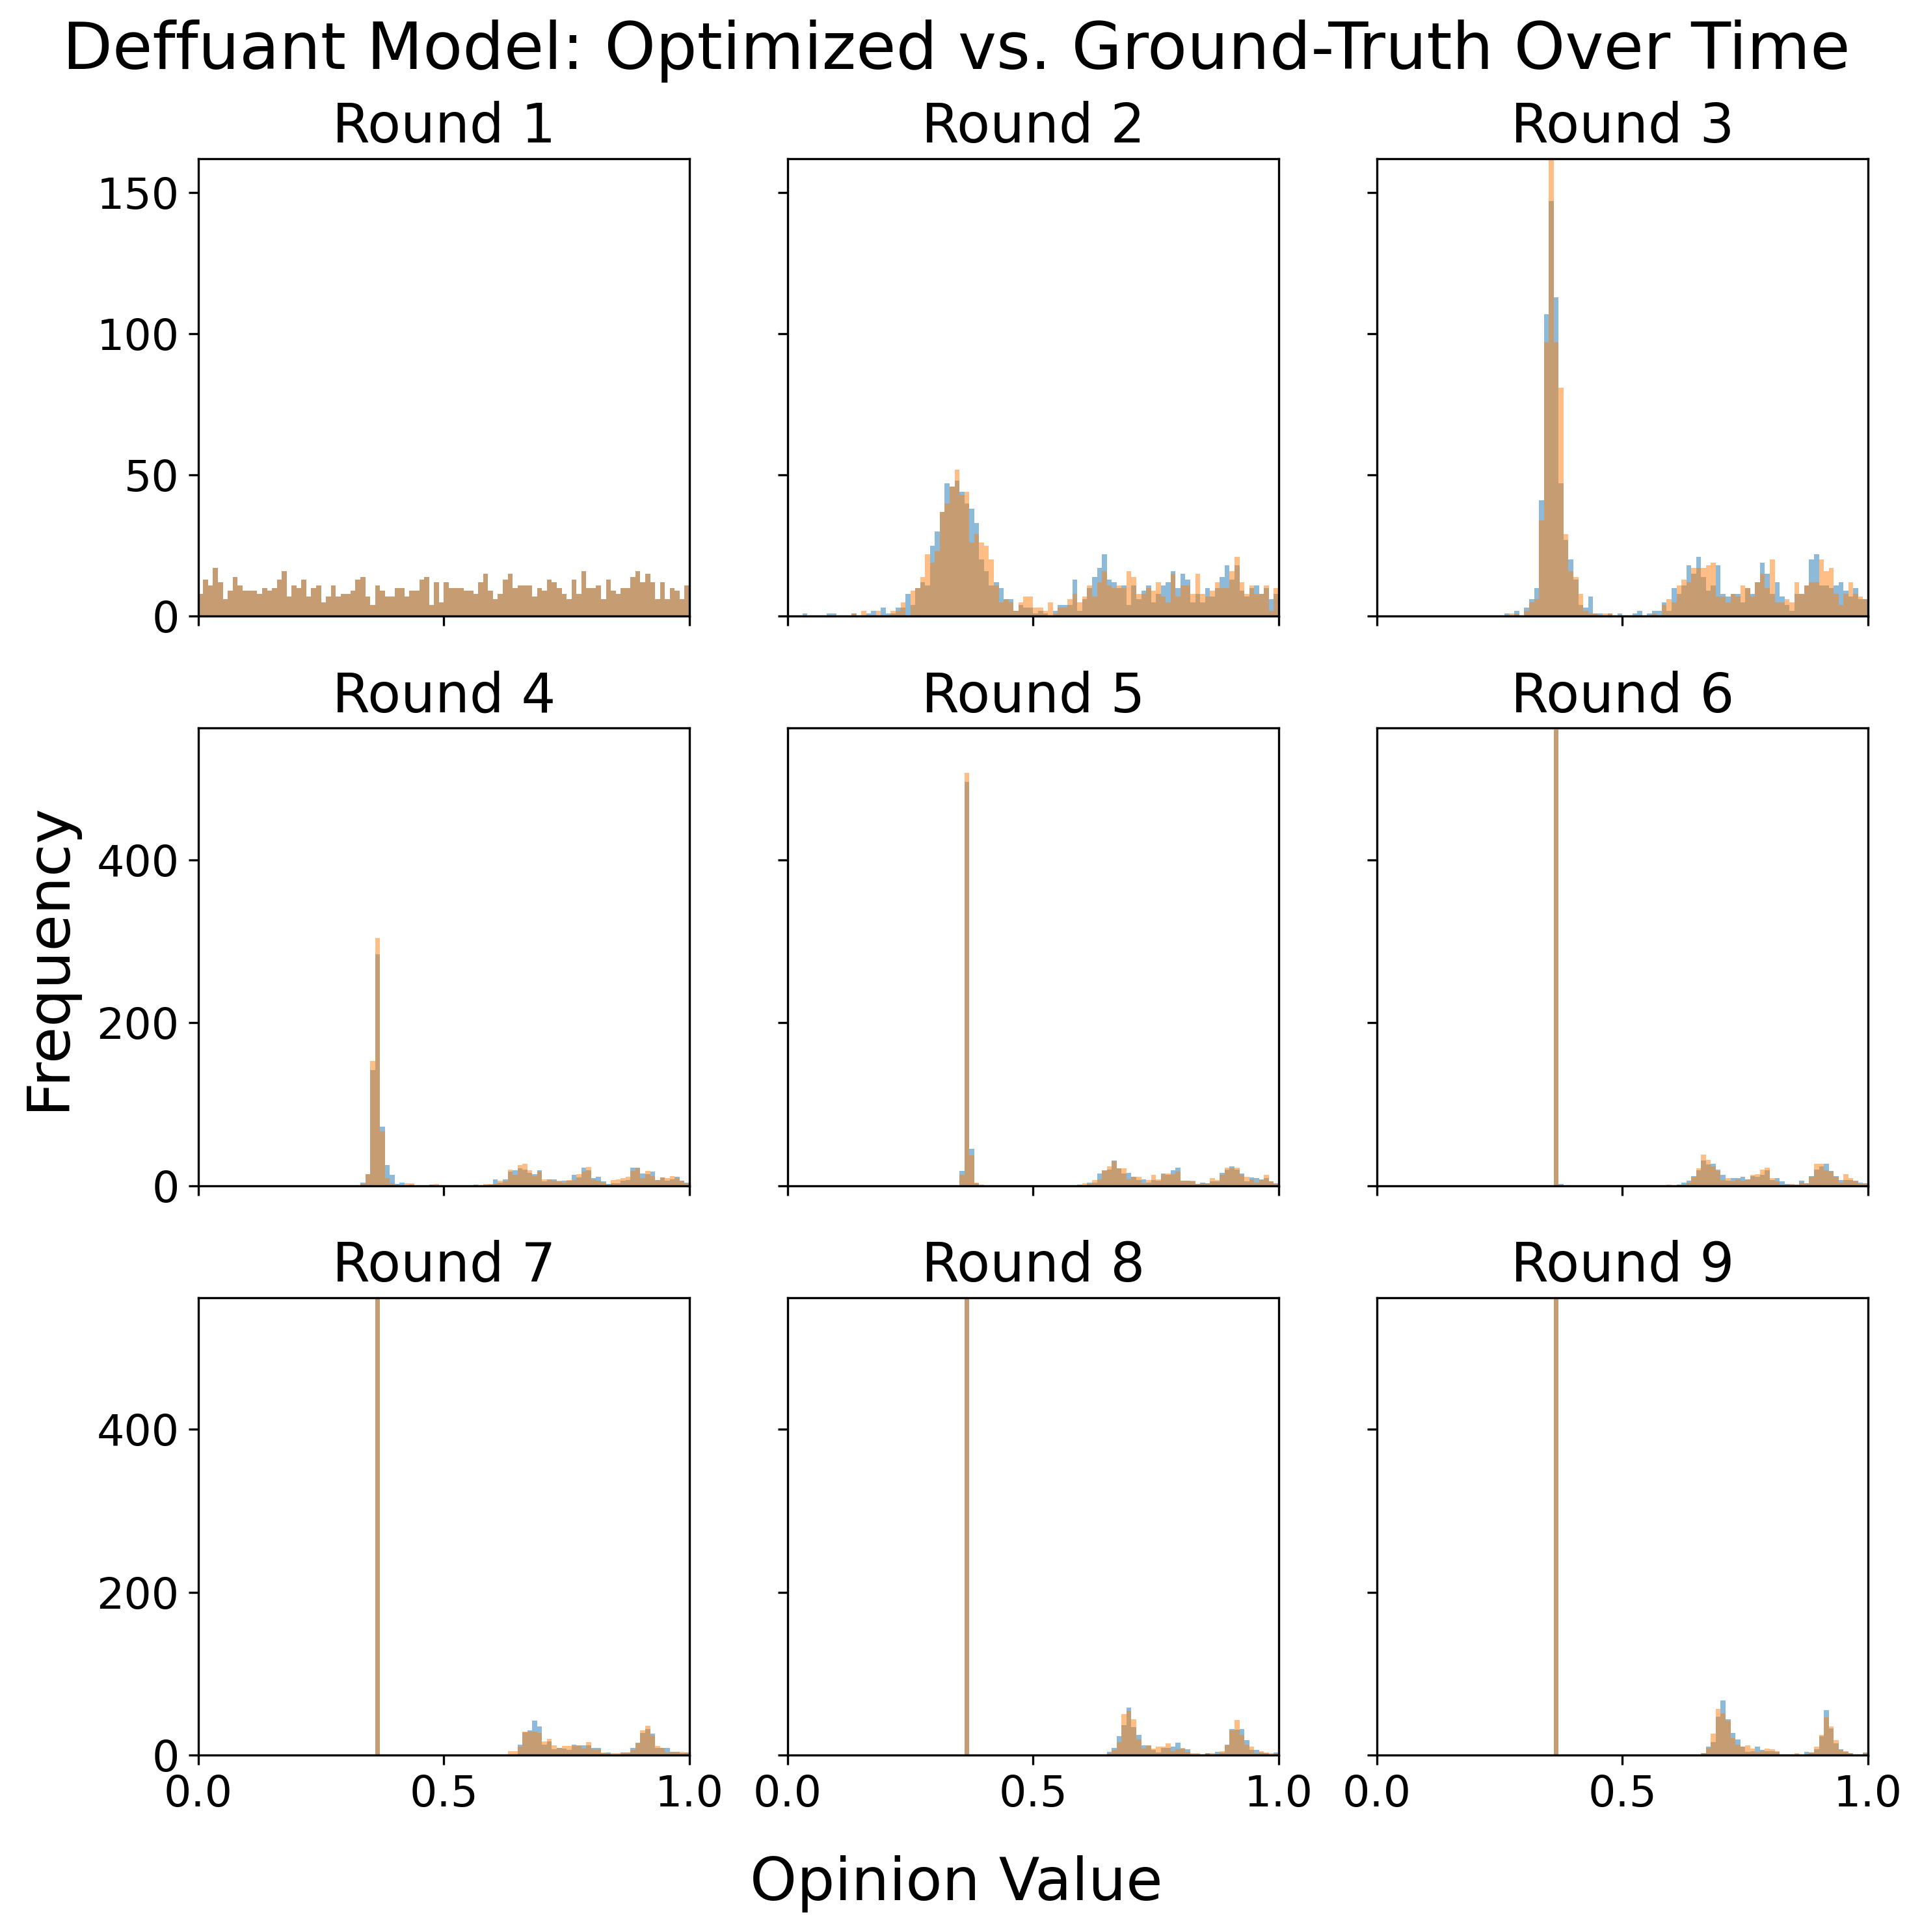 Deffuant Model: Optimized vs. Ground-Truth Over Time
Round 1
Round 2
Round 3
150
100
50
0
Round 4
Round 5
Round 6
Frequency
400
200
0
Round 7
Round 8
Round 9
400
200
0
0.0 0.5 1.0 0.0 0.5 1.0 0.0 0.5 1.0
Opinion Value